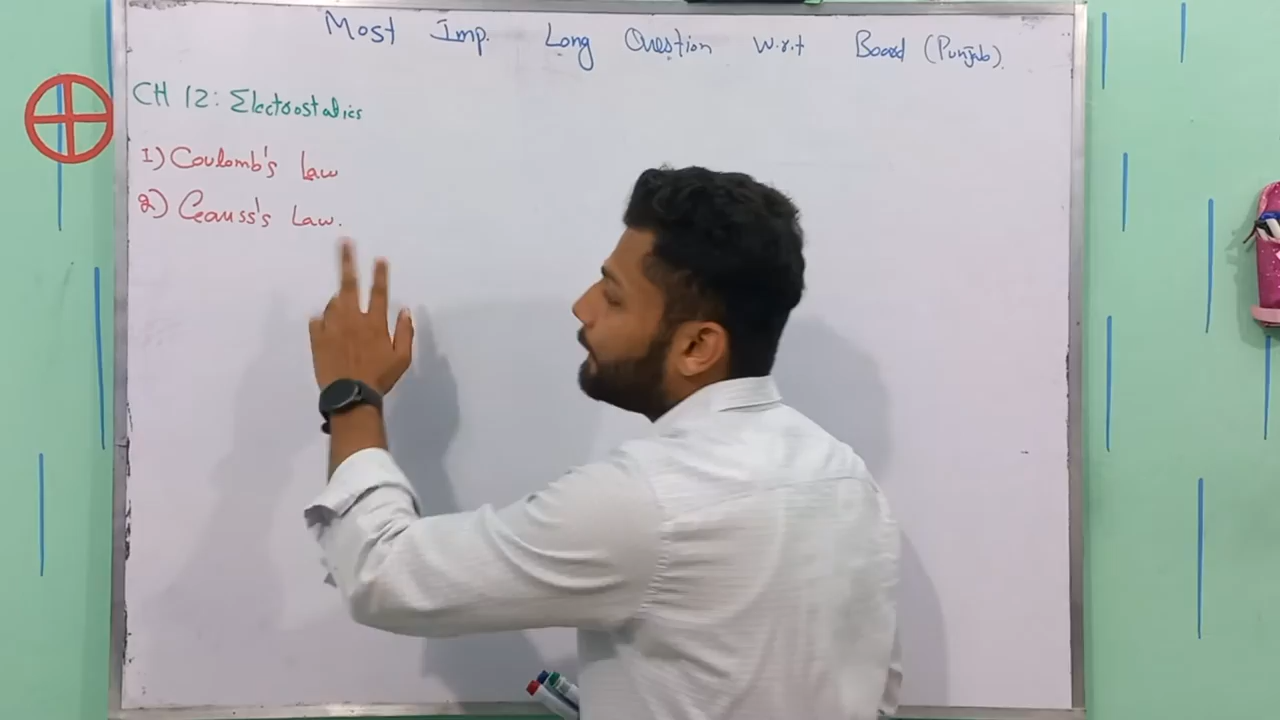 Most Imp. Long Question w.r.t Board (Punjab).
CH 12: Electrostatics
1) Coulomb's Law
2) Gauss's Law.